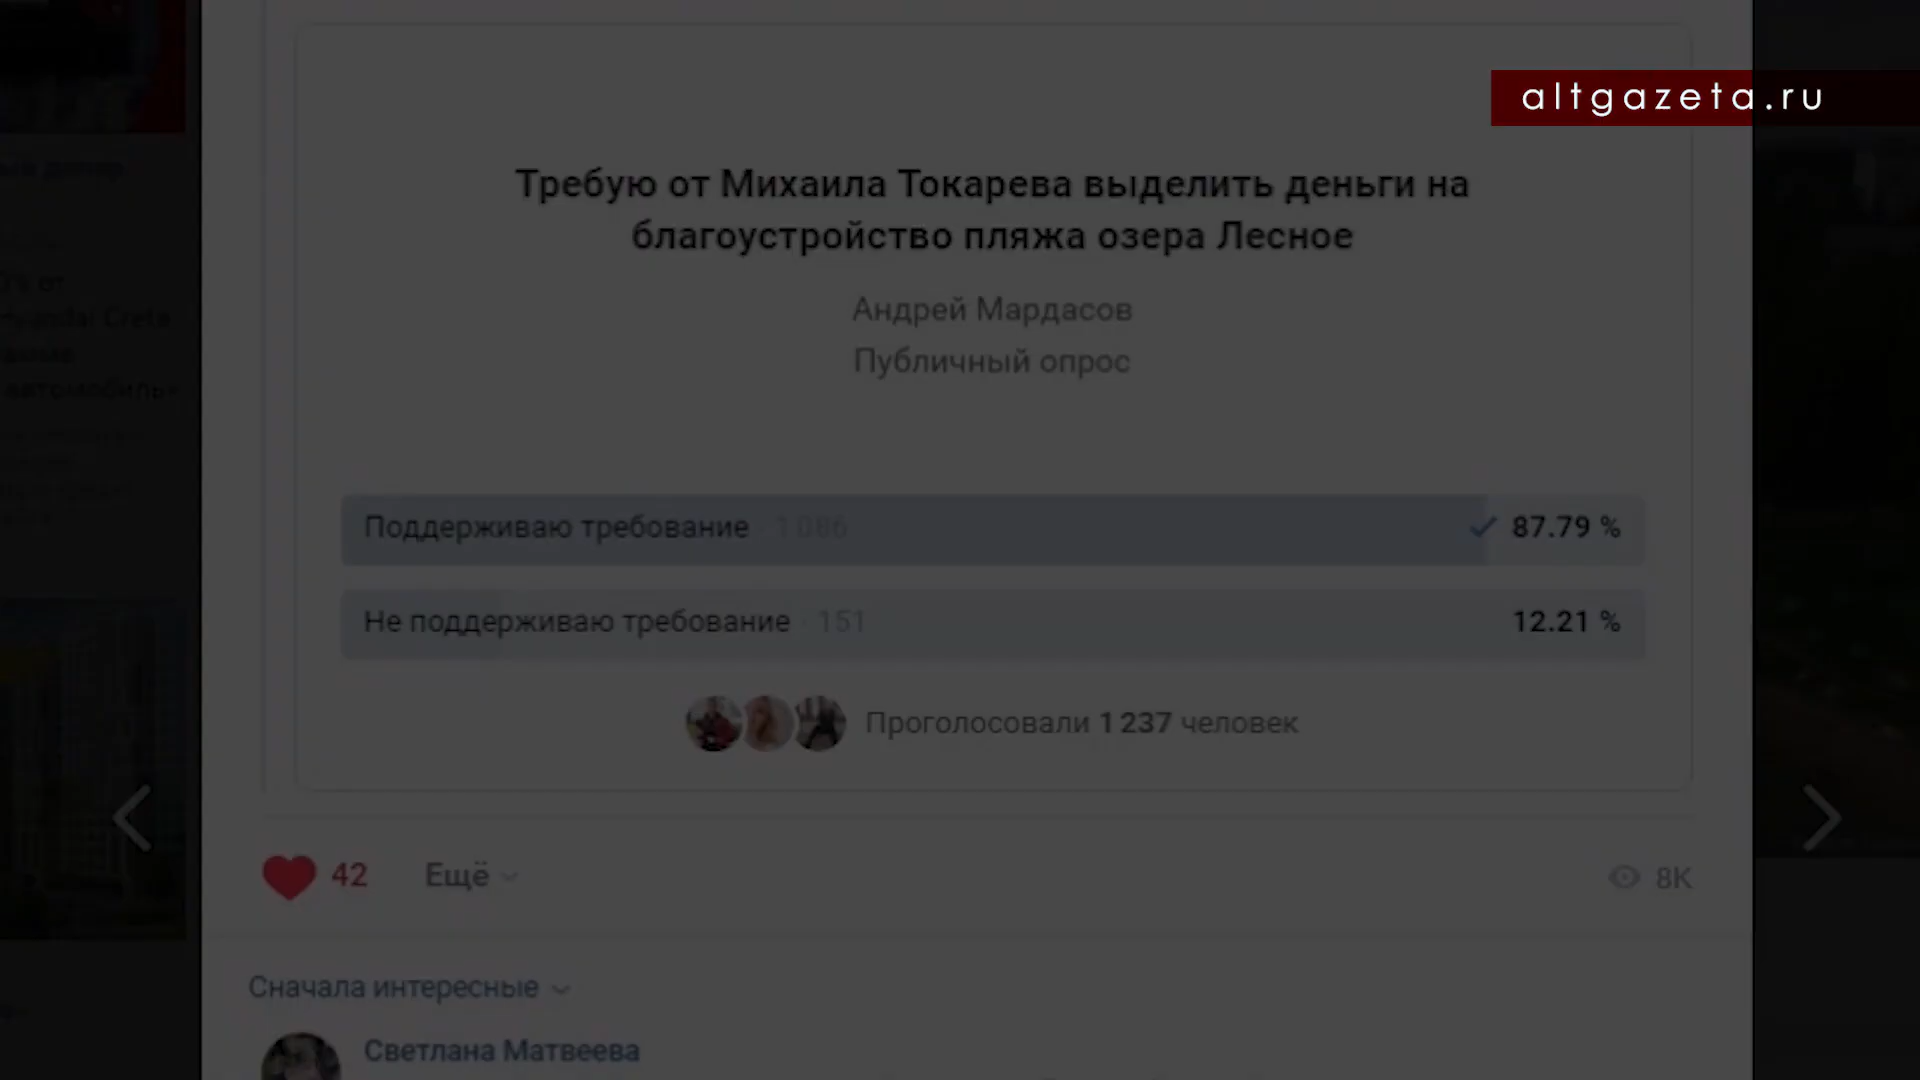 altgazeta.ru
Требую от Михаила Токарева выделить деньги на
благоустройство пляжа озера Лесное
Андрей Мардасов
Публичный опрос
Поддерживаю требование · 1 086
87.79 %
Не поддерживаю требование · 151
12.21 %
Проголосовали 1 237 человек
42 Ещё
8K
Сначала интересные
Светлана Матвеева
Crete
автомобиль»